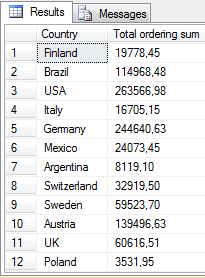 Results Messages
Country Total ordering sum
1 Finland 19778,45
2 Brazil 114968,48
3 USA 263566,98
4 Italy 16705,15
5 Germany 244640,63
6 Mexico 24073,45
7 Argentina 8119,10
8 Switzerland 32919,50
9 Sweden 59523,70
10 Austria 139496,63
11 UK 60616,51
12 Poland 3531,95